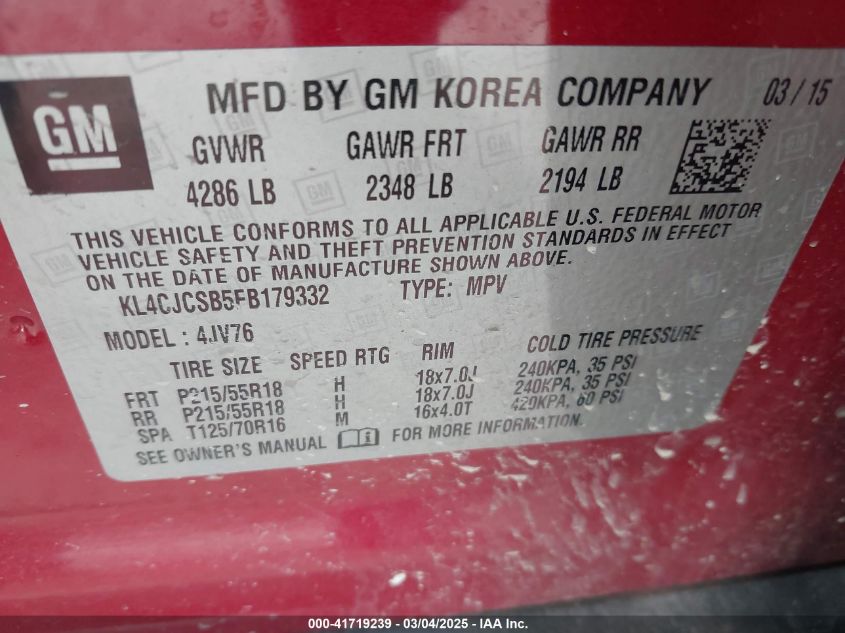 GM MFD BY GM KOREA COMPANY 03/15
GVWR GAWR FRT GAWR RR
4286 LB 2348 LB 2194 LB
THIS VEHICLE CONFORMS TO ALL APPLICABLE U.S. FEDERAL MOTOR
VEHICLE SAFETY AND THEFT PREVENTION STANDARDS IN EFFECT
ON THE DATE OF MANUFACTURE SHOWN ABOVE.
KL4CJCSB5FB179332 TYPE: MPV
MODEL : 4JV76
TIRE SIZE SPEED RTG RIM COLD TIRE PRESSURE
FRT P215/55R18 H 18x7.0J 240KPA, 35 PSI
RR P215/55R18 H 18x7.0J 240KPA, 35 PSI
SPA T125/70R16 M 16x4.0T 420KPA, 60 PSI
SEE OWNER'S MANUAL FOR MORE INFORMATION.
000-41719239 - 03/04/2025 - IAA, Inc.